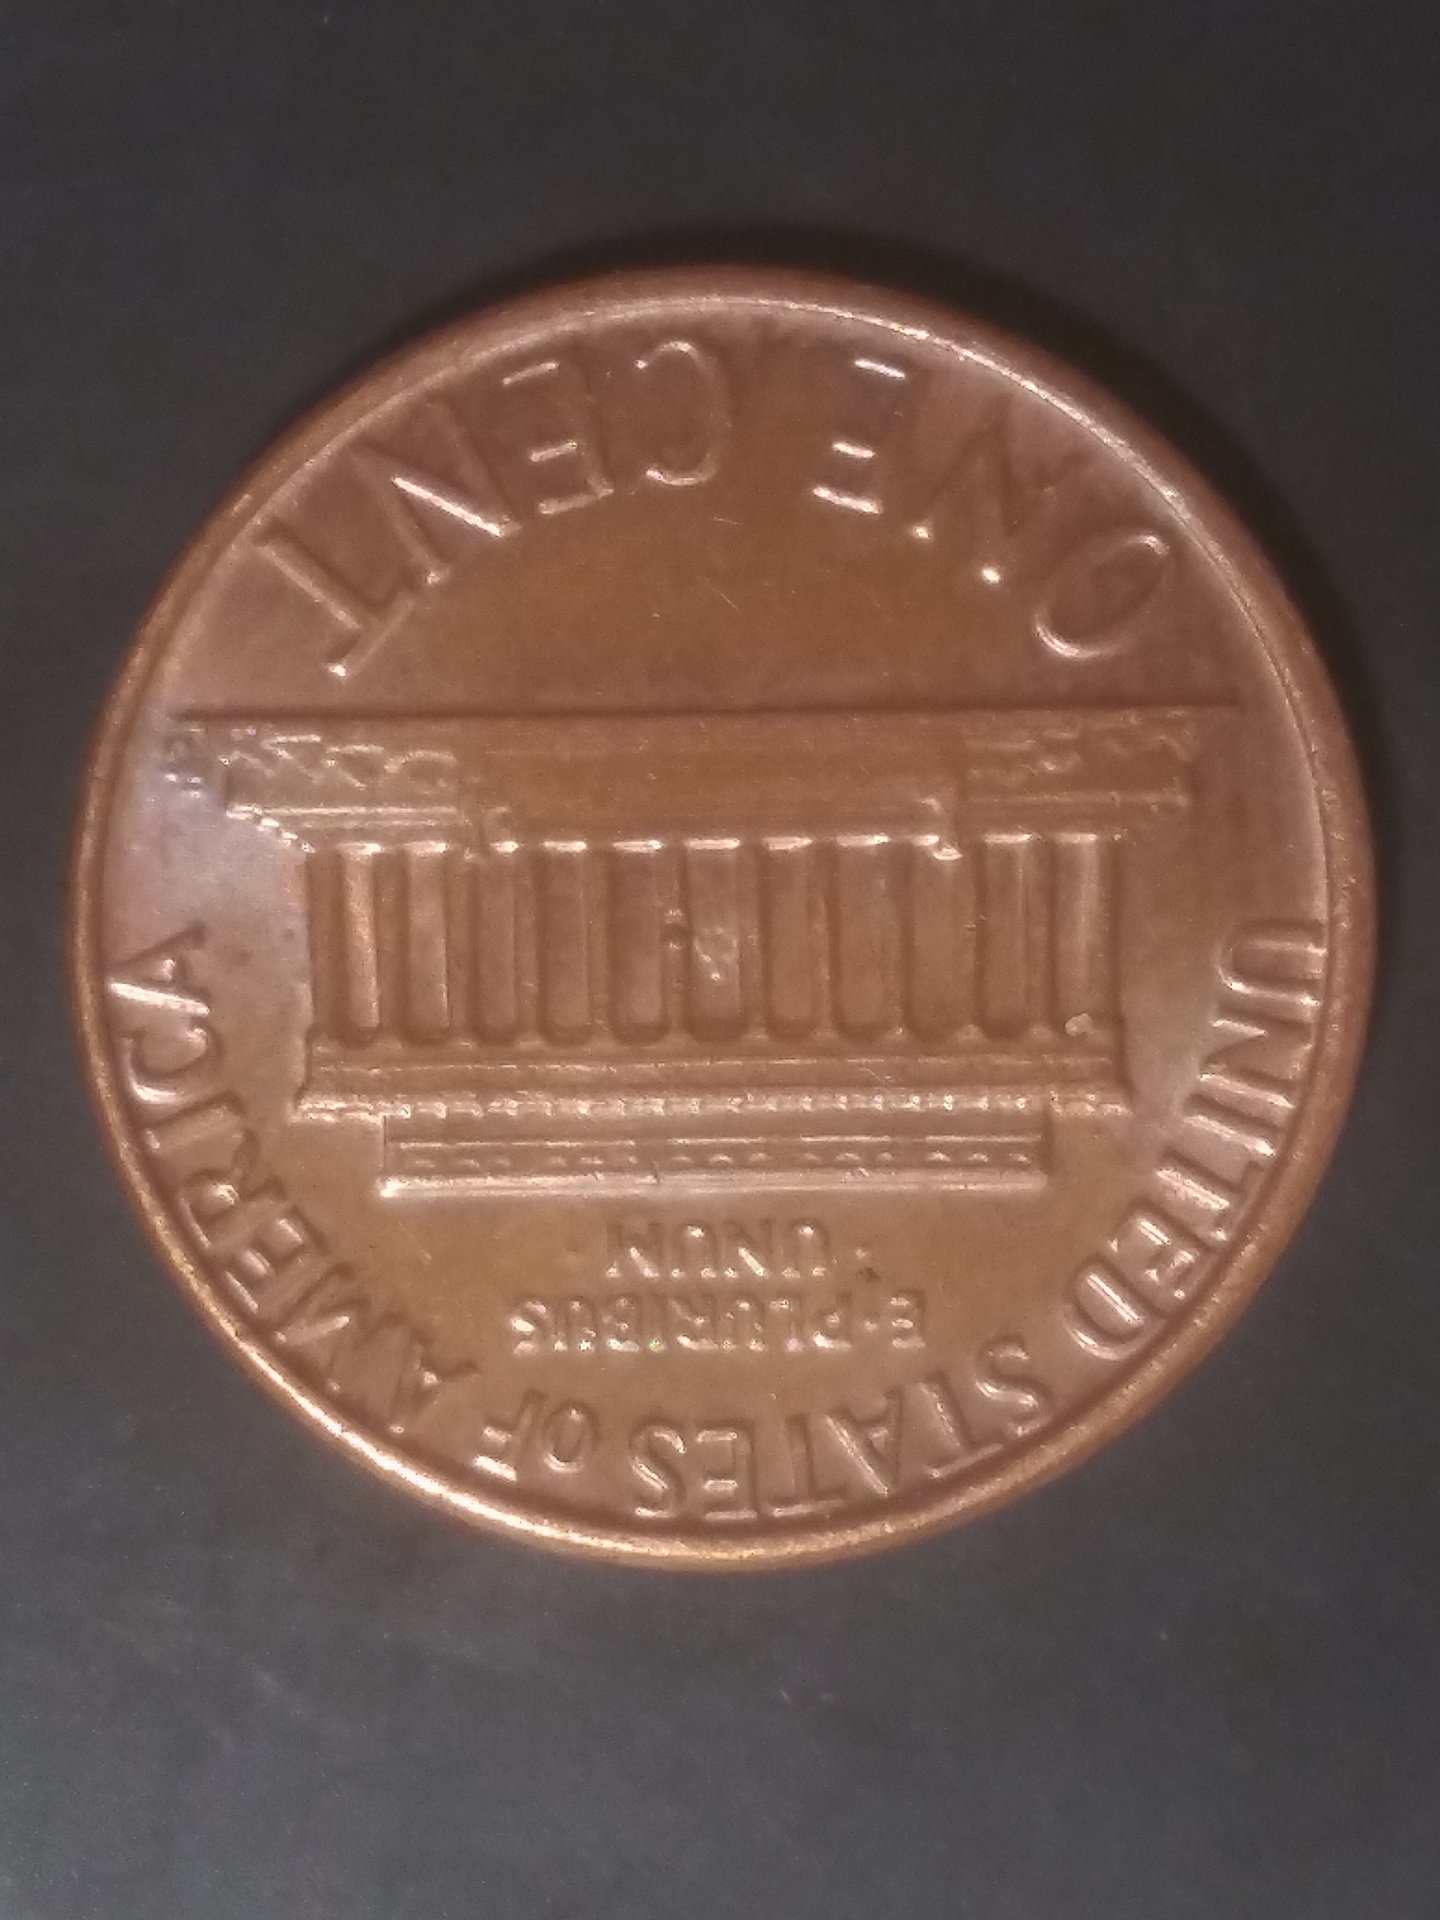 UNITED STATES OF AMERICA
E·PLURIBUS
UNUM
ONE CENT